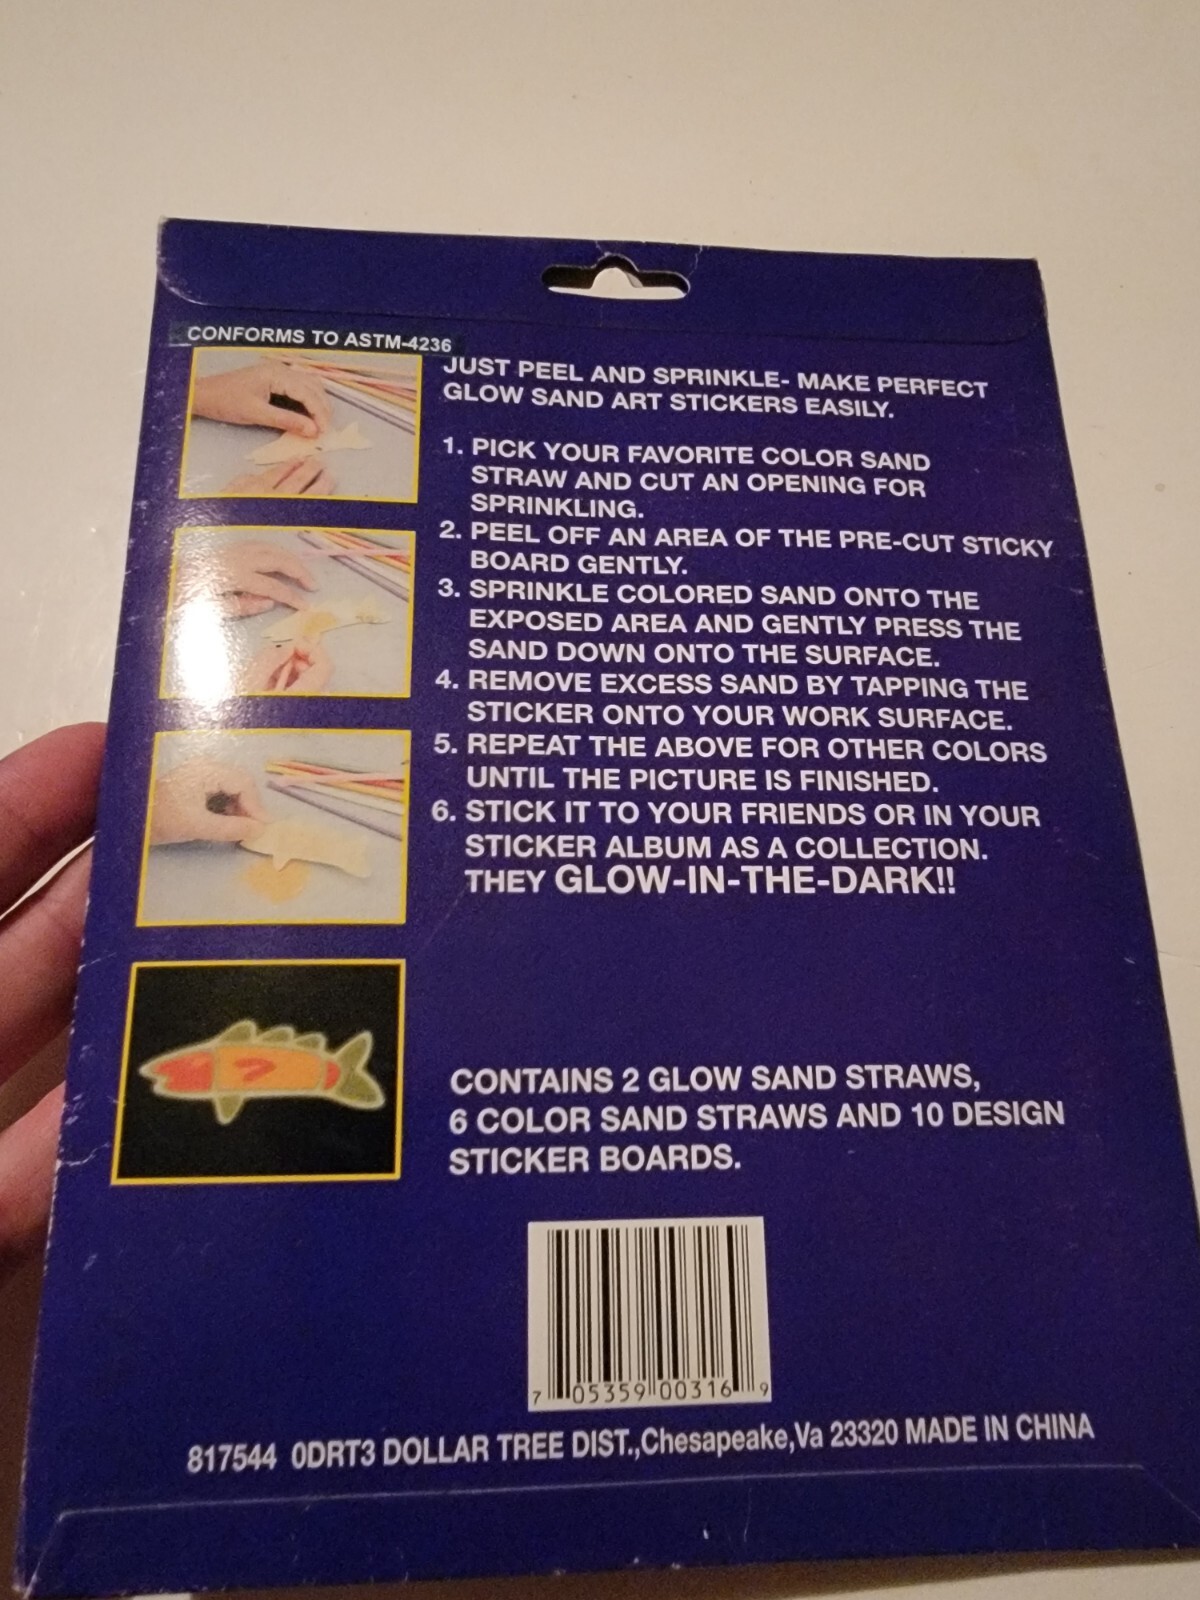 CONFORMS TO ASTM-4236
JUST PEEL AND SPRINKLE- MAKE PERFECT
GLOW SAND ART STICKERS EASILY.
1. PICK YOUR FAVORITE COLOR SAND
STRAW AND CUT AN OPENING FOR
SPRINKLING.
2. PEEL OFF AN AREA OF THE PRE-CUT STICKY
BOARD GENTLY.
3. SPRINKLE COLORED SAND ONTO THE
EXPOSED AREA AND GENTLY PRESS THE
SAND DOWN ONTO THE SURFACE.
4. REMOVE EXCESS SAND BY TAPPING THE
STICKER ONTO YOUR WORK SURFACE.
5. REPEAT THE ABOVE FOR OTHER COLORS
UNTIL THE PICTURE IS FINISHED.
6. STICK IT TO YOUR FRIENDS OR IN YOUR
STICKER ALBUM AS A COLLECTION.
THEY GLOW-IN-THE-DARK!!
CONTAINS 2 GLOW SAND STRAWS,
6 COLOR SAND STRAWS AND 10 DESIGN
STICKER BOARDS.
7 05359 00316 9
817544 0DRT3 DOLLAR TREE DIST.,Chesapeake,Va 23320 MADE IN CHINA